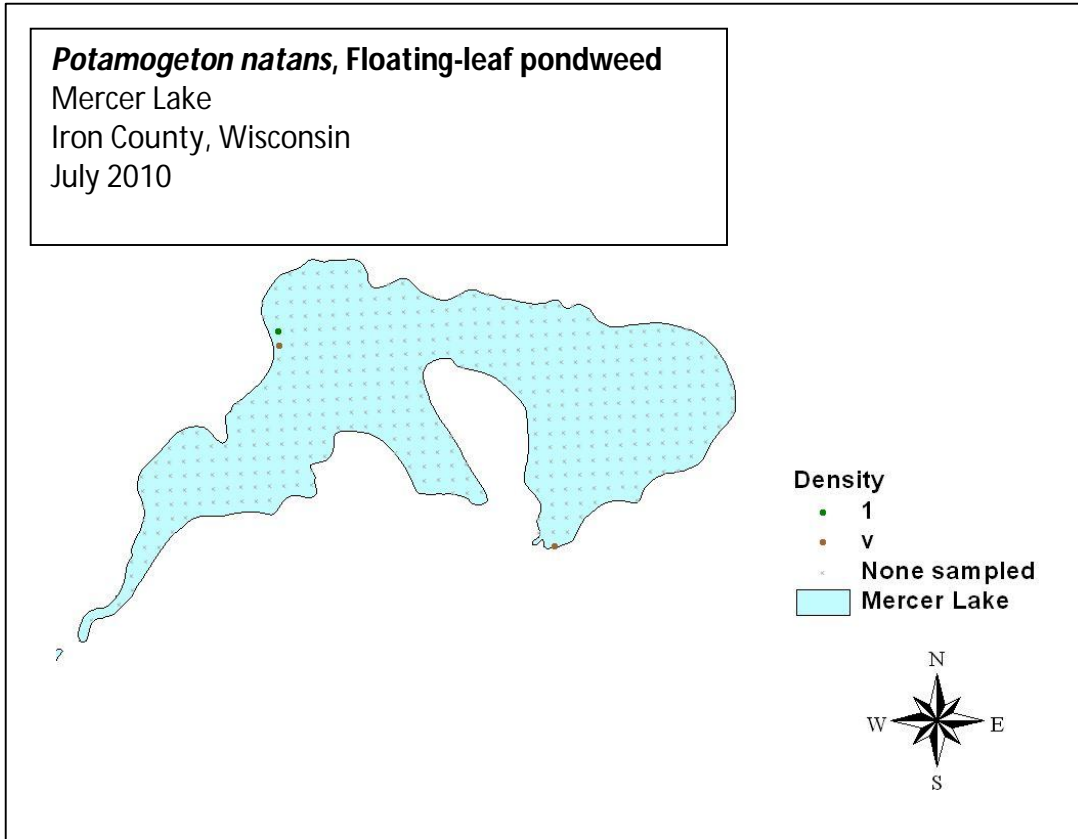 Potamogeton natans, Floating-leaf pondweed
Mercer Lake
Iron County, Wisconsin
July 2010
Density
1
v
None sampled
Mercer Lake
N
W E
S